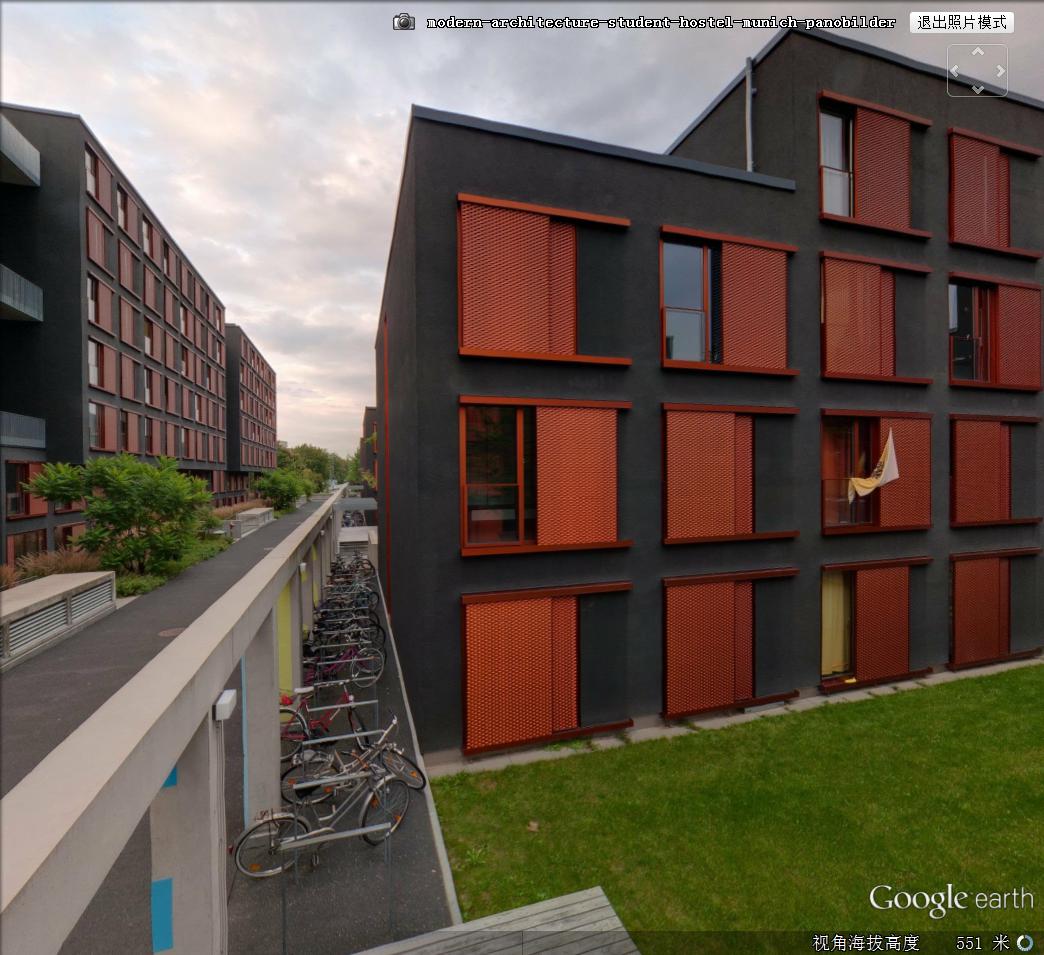 modern-architecture-student-hostel-munich-panobilder 退出照片模式
Google earth
视角海拔高度 551 米